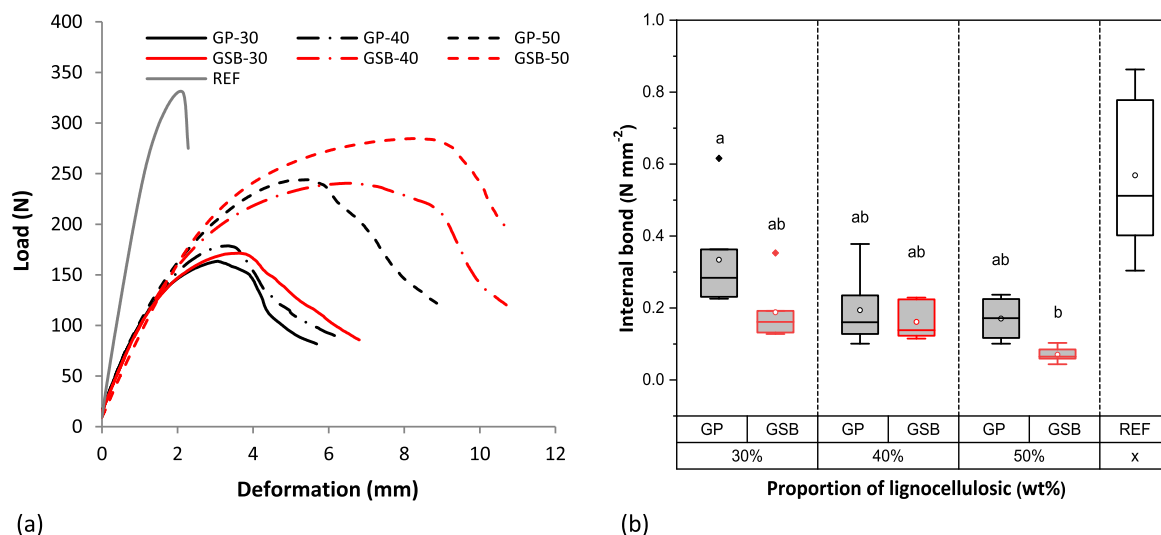 400
350
300
250
200
150
100
50
0
Load (N)
GP-30 GP-40 GP-50
GSB-30 GSB-40 GSB-50
REF
0 2 4 6 8 10 12
Deformation (mm)
(a)
1.0
0.8
0.6
0.4
0.2
0.0
Internal bond (N mm⁻²)
a
ab
ab
ab
ab
b
GP GSB GP GSB GP GSB REF
30% 40% 50% x
Proportion of lignocellulosic (wt%)
(b)